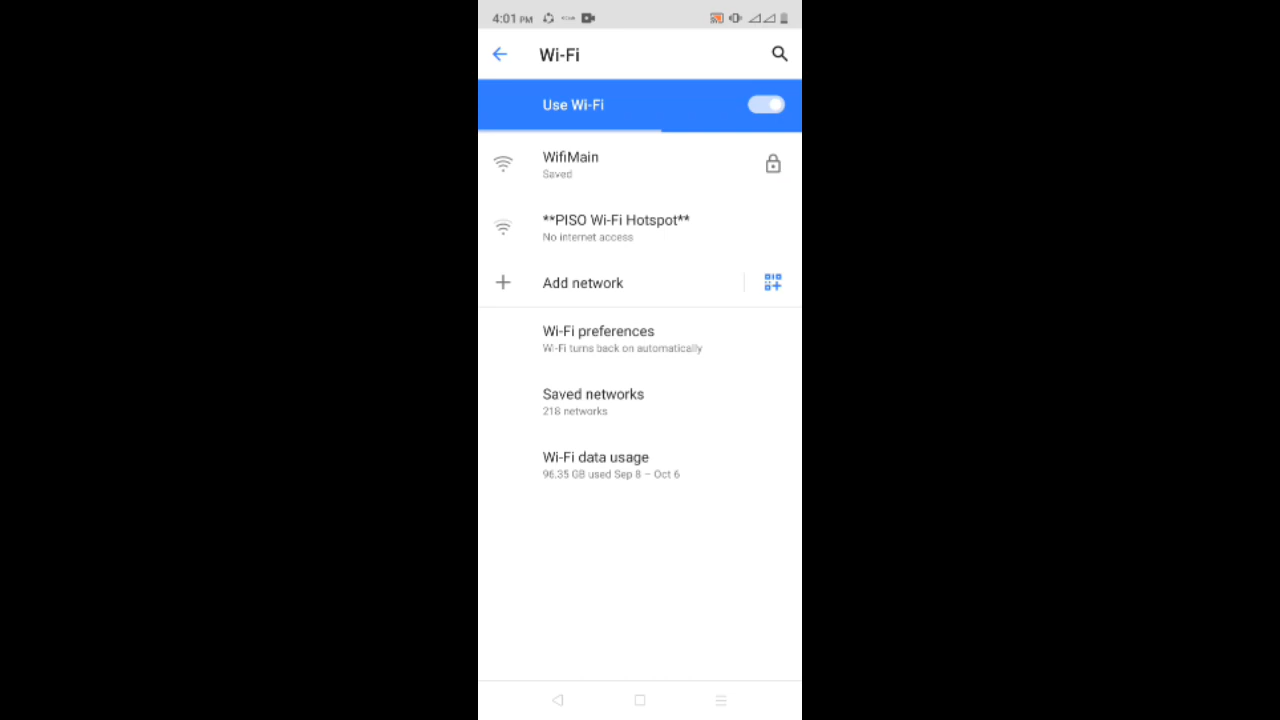 4:01 PM
Wi-Fi
Use Wi-Fi
WifiMain
Saved
**PISO Wi-Fi Hotspot**
No internet access
Add network
Wi-Fi preferences
Wi-Fi turns back on automatically
Saved networks
218 networks
Wi-Fi data usage
96.35 GB used Sep 8 – Oct 6